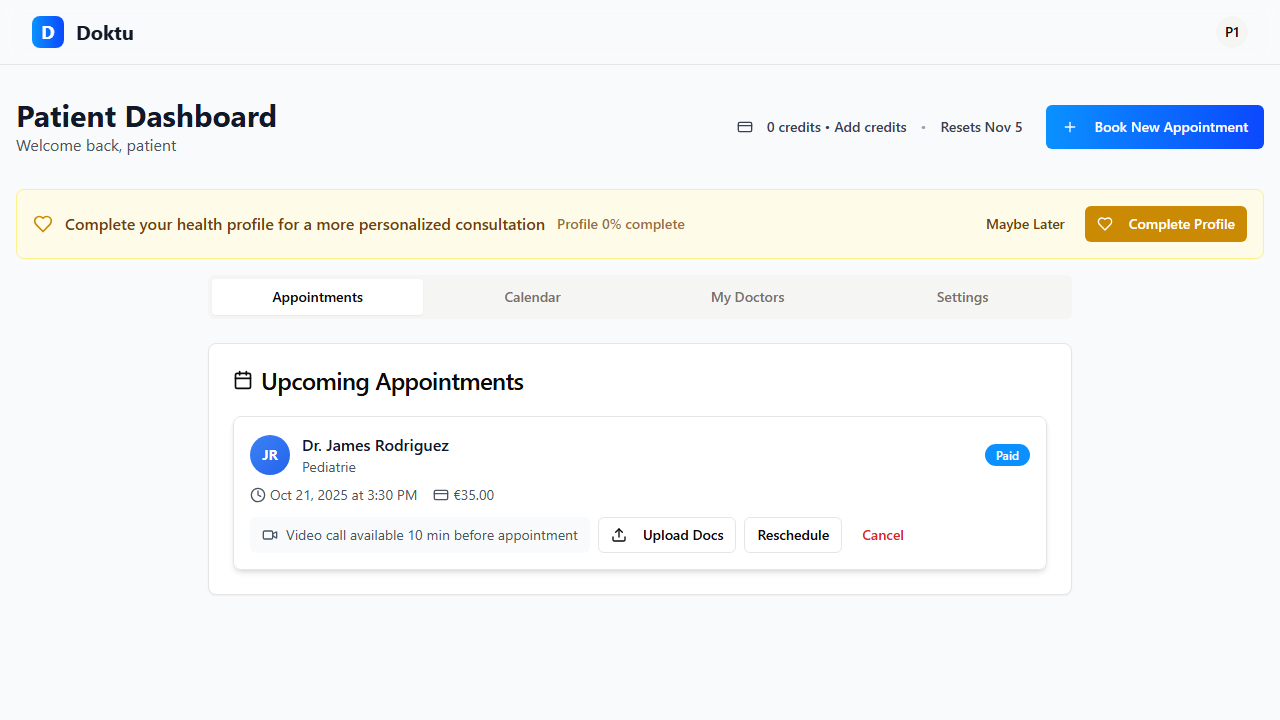 D Doktu
P1
Patient Dashboard
Welcome back, patient
0 credits • Add credits • Resets Nov 5
Book New Appointment
Complete your health profile for a more personalized consultation
Profile 0% complete
Maybe Later
Complete Profile
Appointments
Calendar
My Doctors
Settings
Upcoming Appointments
JR
Dr. James Rodriguez
Pediatrie
Paid
Oct 21, 2025 at 3:30 PM
€35.00
Video call available 10 min before appointment
Upload Docs
Reschedule
Cancel